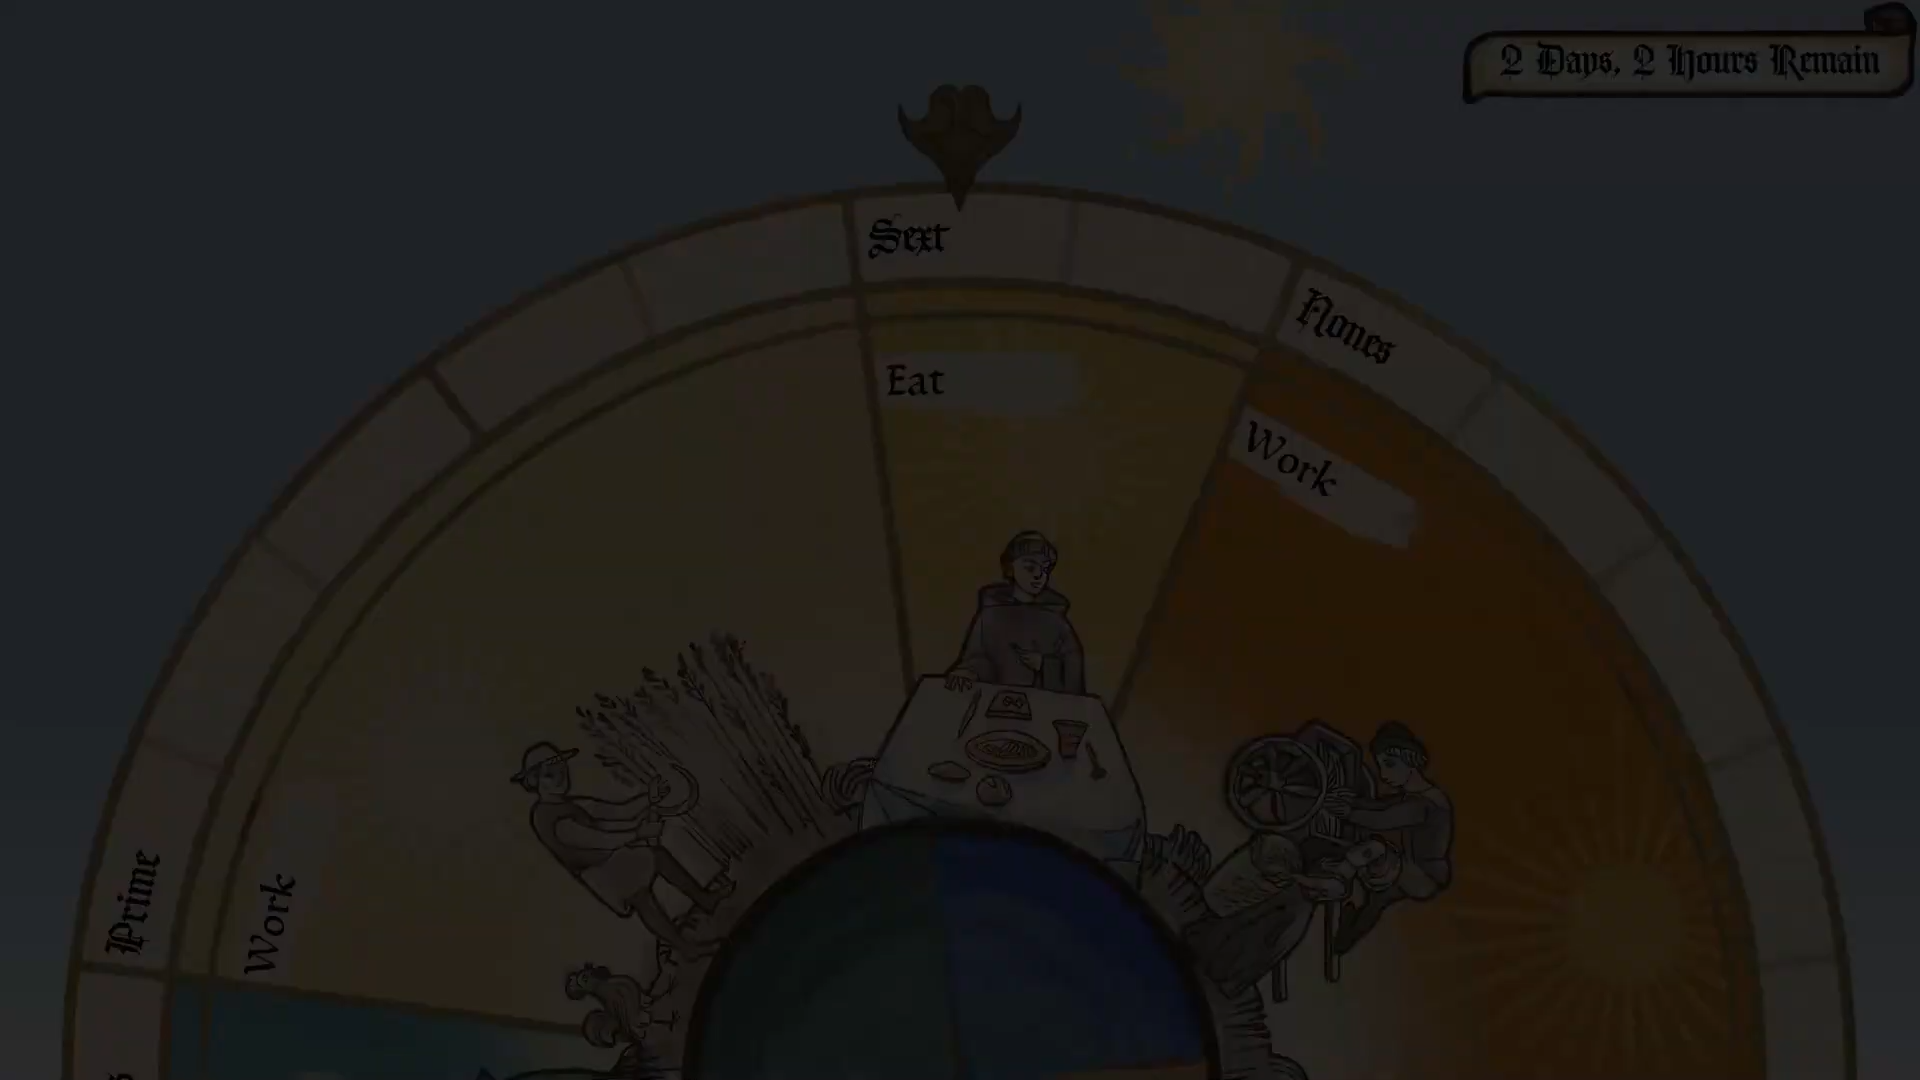 2 Days, 2 Hours Remain
Sext
Nones
Eat
Work
Prime
Work
s